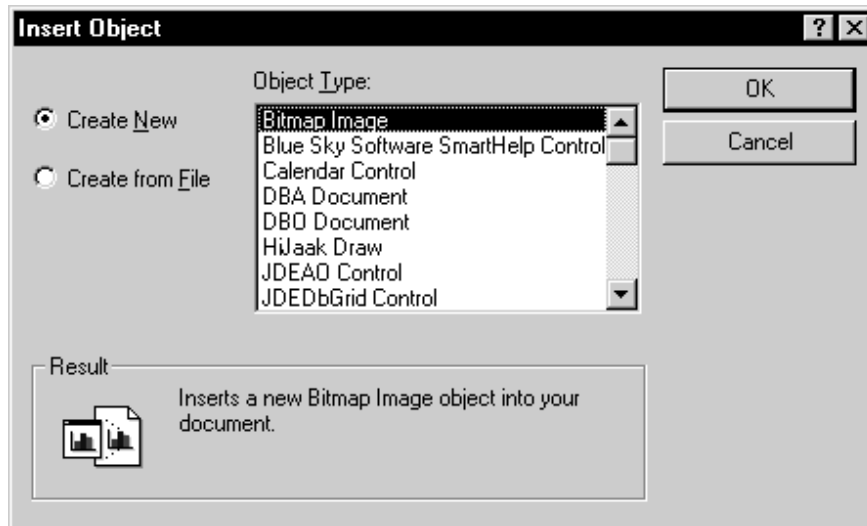 Insert Object
Object Type:
Create New
Create from File
Bitmap Image
Blue Sky Software SmartHelp Control
Calendar Control
DBA Document
DBO Document
HiJaak Draw
JDEAO Control
JDEDbGrid Control
OK
Cancel
Result
Inserts a new Bitmap Image object into your
document.